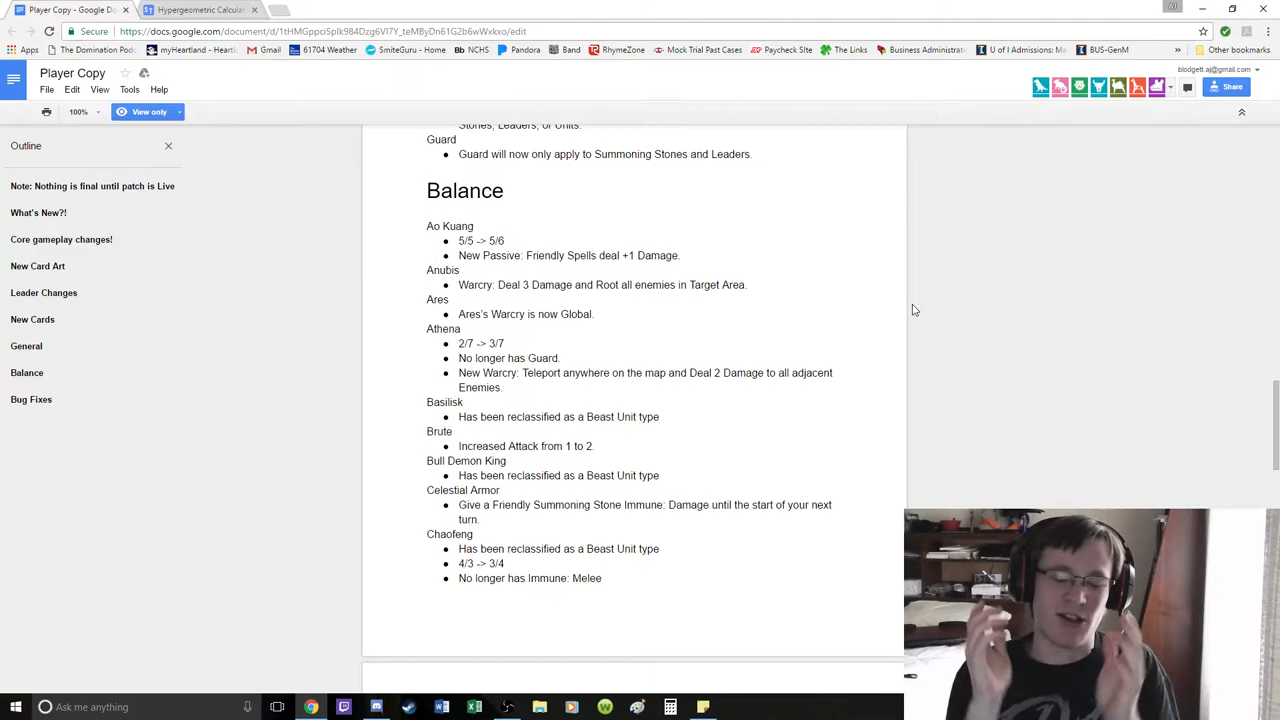 Player Copy - Google Do
Hypergeometric Calculat
AJ
Secure
https://docs.google.com/document/d/
/edit
Apps
The Domination Pod
myHeartland - Heartl
Gmail
61704 Weather
SmiteGuru - Home
Pandora
Band
RhymeZone
Mock Trial Past Cases
Paycheck Site
The Links
Business Administrati
U of I Admissions: My
BUS-GenM
Other bookmarks
Player Copy
blodgett.aj@gmail.com
File Edit View Tools Help
Share
100%
View only
Outline
Note: Nothing is final until patch is Live
What's New?!
Core gameplay changes!
New Card Art
Leader Changes
New Cards
General
Balance
Bug Fixes
Stones, Leaders, or Units.
Guard
● Guard will now only apply to Summoning Stones and Leaders.
Balance
Ao Kuang
● 5/5 -> 5/6
● New Passive: Friendly Spells deal +1 Damage.
Anubis
● Warcry: Deal 3 Damage and Root all enemies in Target Area.
Ares
● Ares's Warcry is now Global.
Athena
● 2/7 -> 3/7
● No longer has Guard.
● New Warcry: Teleport anywhere on the map and Deal 2 Damage to all adjacent
Enemies.
Basilisk
● Has been reclassified as a Beast Unit type
Brute
● Increased Attack from 1 to 2.
Bull Demon King
● Has been reclassified as a Beast Unit type
Celestial Armor
● Give a Friendly Summoning Stone Immune: Damage until the start of your next
turn.
Chaofeng
● Has been reclassified as a Beast Unit type
● 4/3 -> 3/4
● No longer has Immune: Melee
Ask me anything